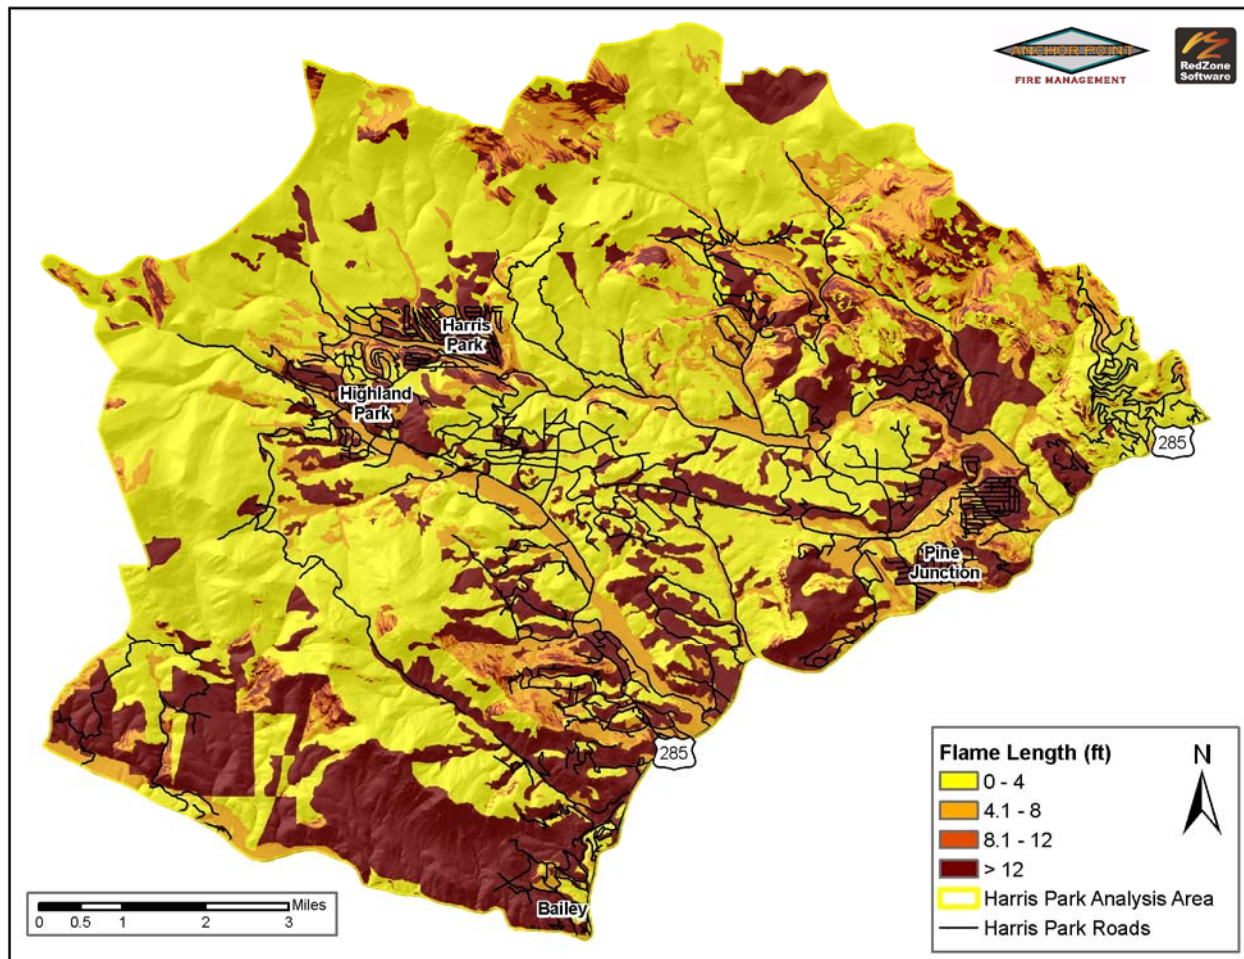 ANCHOR POINT
FIRE MANAGEMENT
RedZone
Software
Harris
Park
Highland
Park
285
Pine
Junction
285
Bailey
Flame Length (ft)
N
0 - 4
4.1 - 8
8.1 - 12
> 12
Harris Park Analysis Area
Harris Park Roads
Miles
0 0.5 1 2 3